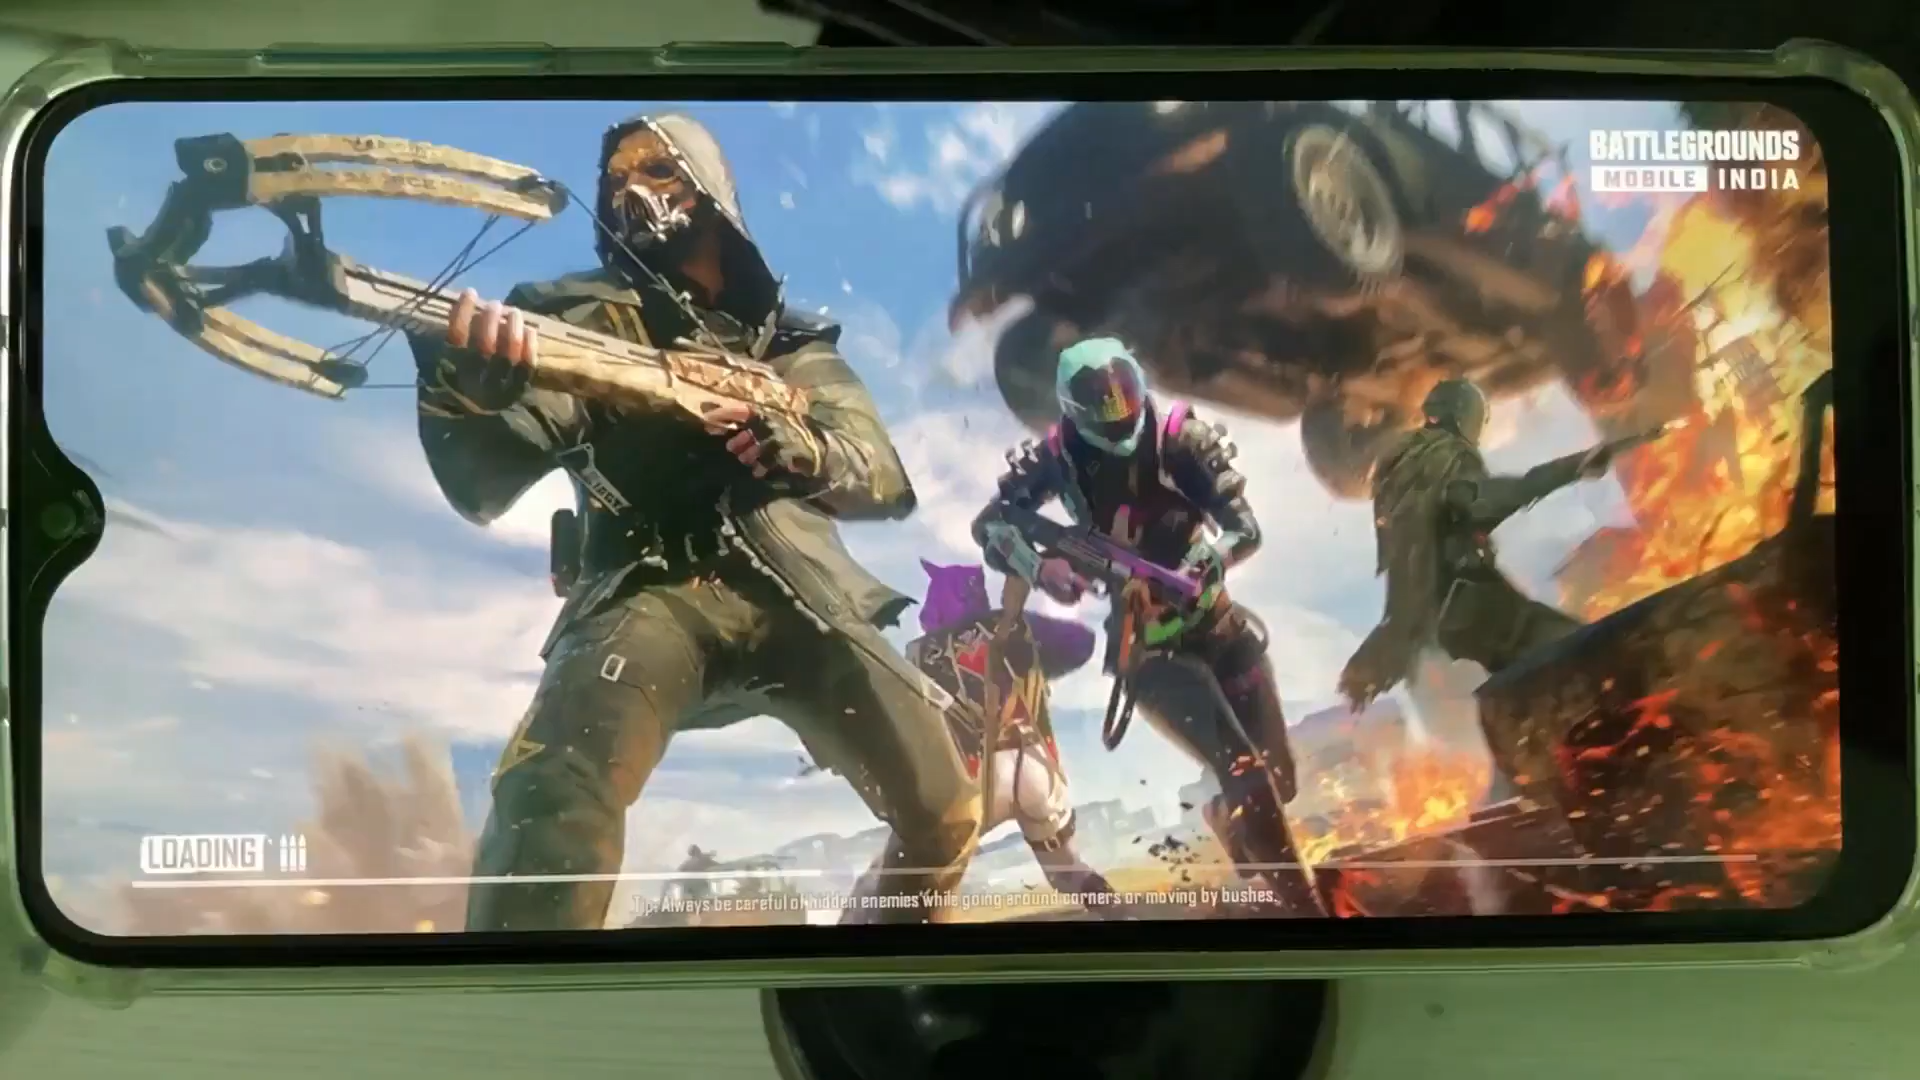 BATTLEGROUNDS
MOBILE INDIA
LOADING
Tip: Always be careful of hidden enemies while going around corners or moving by bushes.